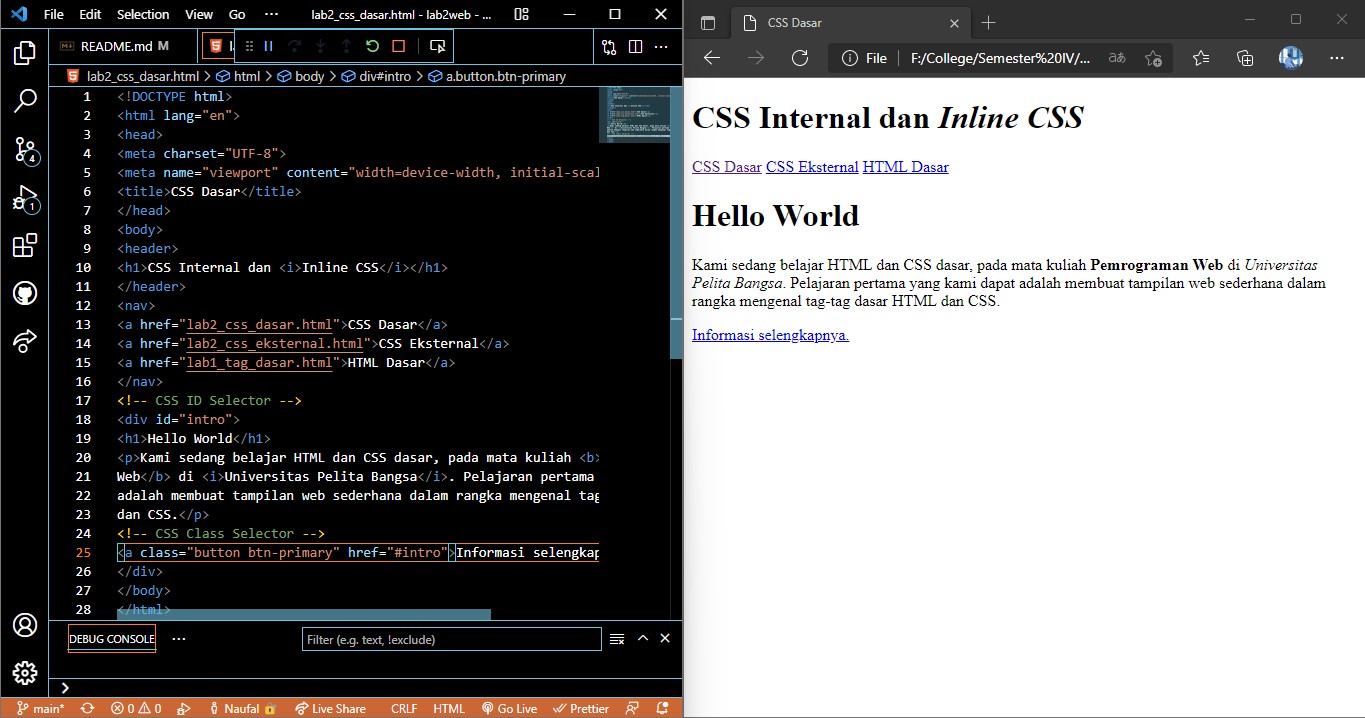 File Edit Selection View Go ··· lab2_css_dasar.html - lab2web - ...
README.md M
lab2_css_dasar.html > html > body > div#intro > a.button.btn-primary
1 <!DOCTYPE html>
2 <html lang="en">
3 <head>
4 <meta charset="UTF-8">
5 <meta name="viewport" content="width=device-width, initial-scal
6 <title>CSS Dasar</title>
7 </head>
8 <body>
9 <header>
10 <h1>CSS Internal dan <i>Inline CSS</i></h1>
11 </header>
12 <nav>
13 <a href="lab2_css_dasar.html">CSS Dasar</a>
14 <a href="lab2_css_eksternal.html">CSS Eksternal</a>
15 <a href="lab1_tag_dasar.html">HTML Dasar</a>
16 </nav>
17 <!-- CSS ID Selector -->
18 <div id="intro">
19 <h1>Hello World</h1>
20 <p>Kami sedang belajar HTML dan CSS dasar, pada mata kuliah <b>
21 Web</b> di <i>Universitas Pelita Bangsa</i>. Pelajaran pertama
22 adalah membuat tampilan web sederhana dalam rangka mengenal tag
23 dan CSS.</p>
24 <!-- CSS Class Selector -->
25 <a class="button btn-primary" href="#intro">Informasi selengkap
26 </div>
27 </body>
28 </html>
4
1
DEBUG CONSOLE ··· Filter (e.g. text, !exclude)
main* 0 0 Naufal Live Share CRLF HTML Go Live Prettier
CSS Dasar
File F:/College/Semester%20IV/...
CSS Internal dan Inline CSS
CSS Dasar CSS Eksternal HTML Dasar
Hello World
Kami sedang belajar HTML dan CSS dasar, pada mata kuliah Pemrograman Web di Universitas
Pelita Bangsa. Pelajaran pertama yang kami dapat adalah membuat tampilan web sederhana dalam
rangka mengenal tag-tag dasar HTML dan CSS.
Informasi selengkapnya.